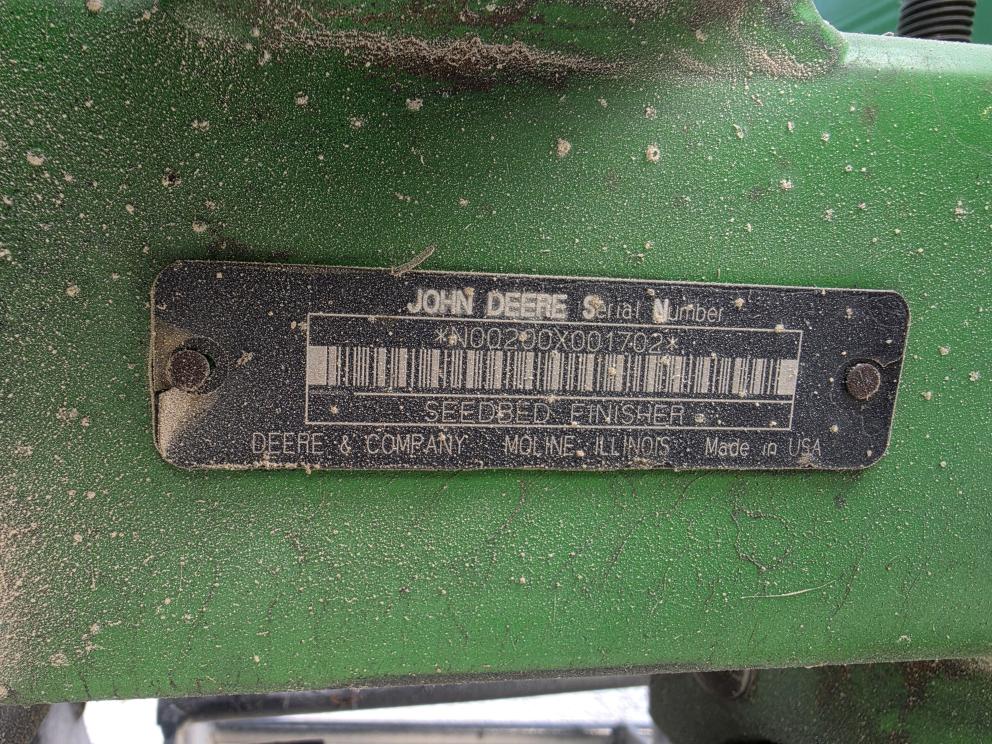 JOHN DEERE Serial Number
*N00200X001702*
SEEDBED FINISHER
DEERE & COMPANY MOLINE ILLINOIS Made in USA